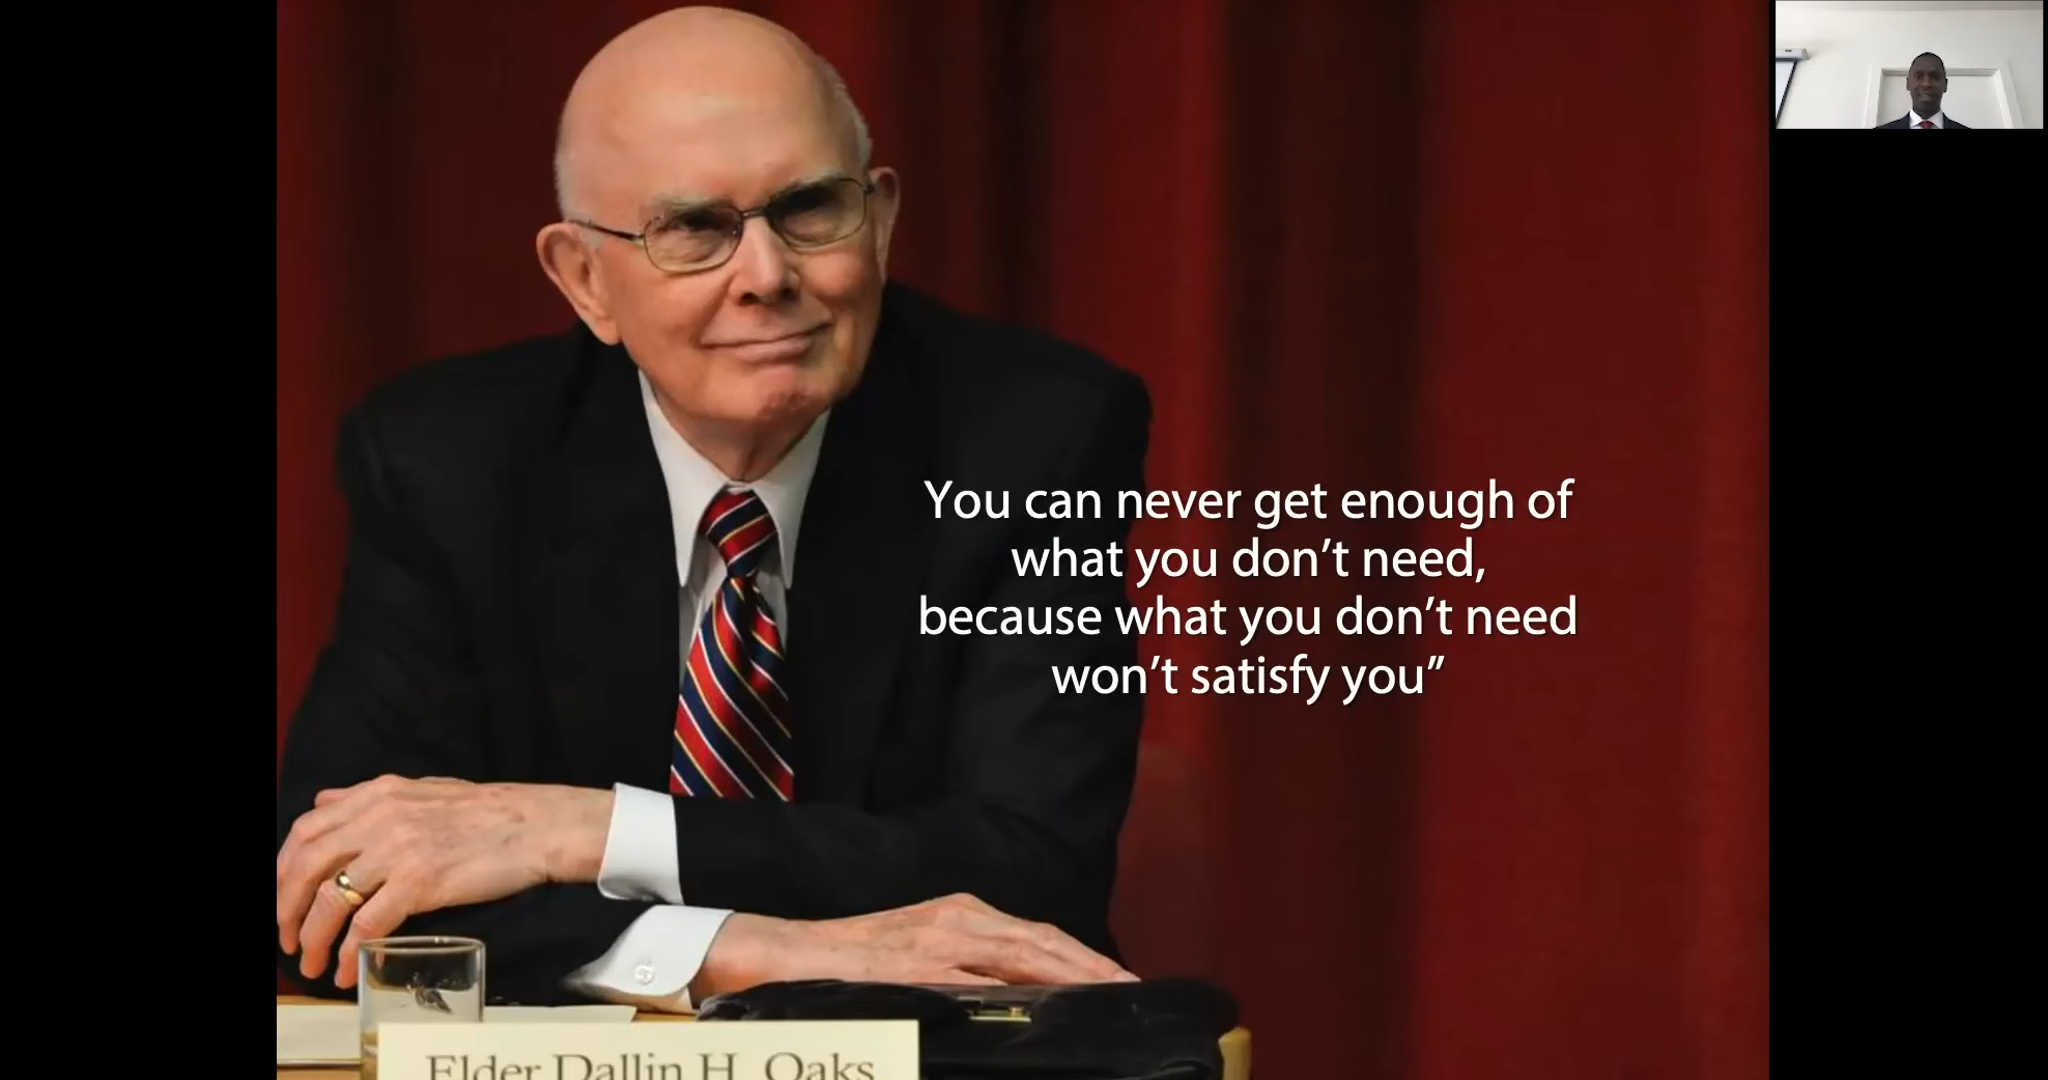 You can never get enough of
what you don’t need,
because what you don’t need
won’t satisfy you”
Elder Dallin H. Oaks